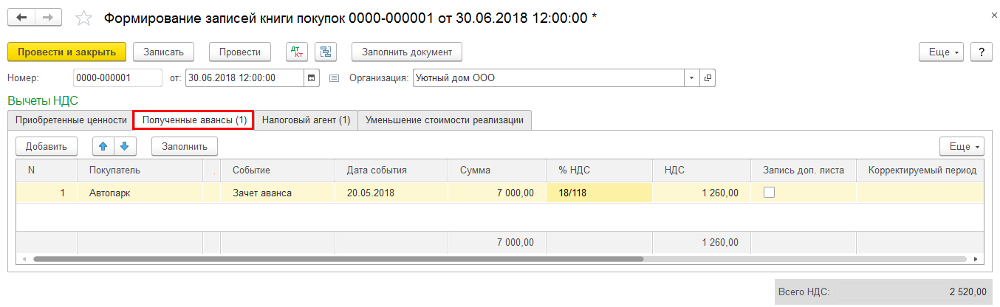 Формирование записей книги покупок 0000-000001 от 30.06.2018 12:00:00 *
Провести и закрыть Записать Провести Дт Кт Заполнить документ Еще ?
Номер: 0000-000001 от: 30.06.2018 12:00:00 Организация: Уютный дом ООО
Вычеты НДС
Приобретенные ценности Полученные авансы (1) Налоговый агент (1) Уменьшение стоимости реализации
Добавить Заполнить Еще
N Покупатель Событие Дата события Сумма % НДС НДС Запись доп. листа Корректируемый период
1 Автопарк Зачет аванса 20.05.2018 7 000,00 18/118 1 260,00
7 000,00 1 260,00
Всего НДС: 2 520,00